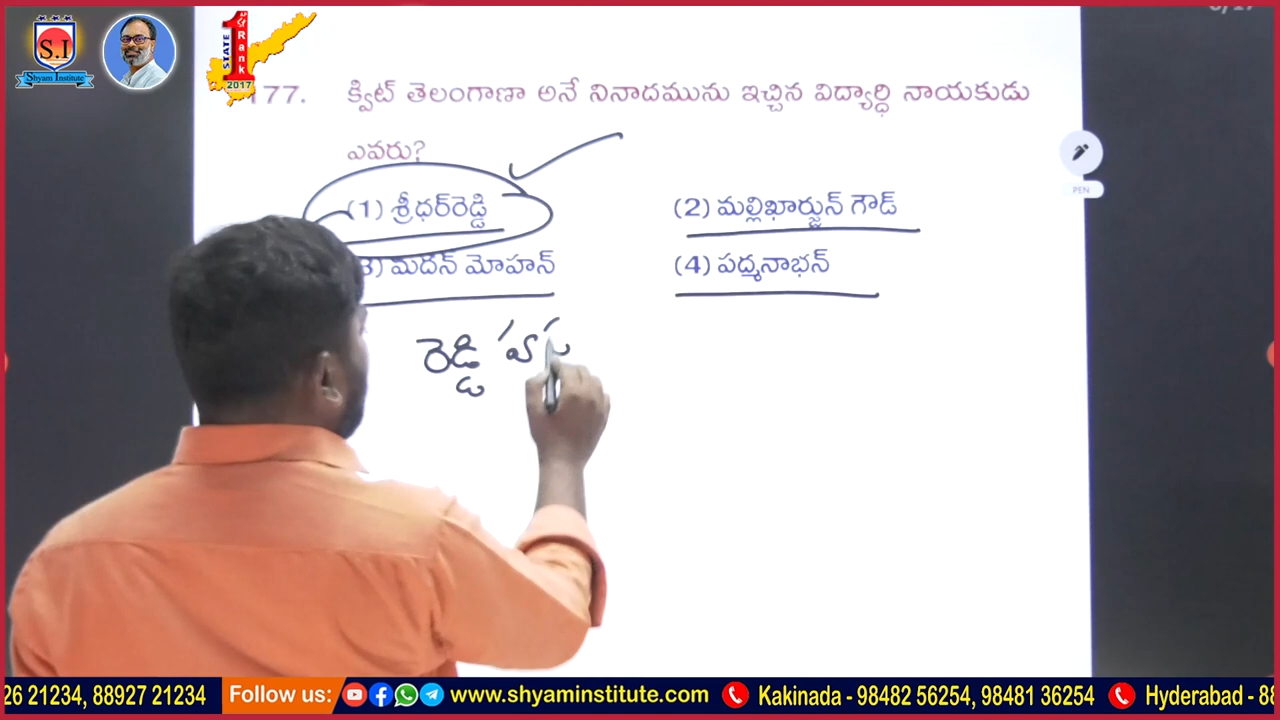 S.I
Shyam Institute
STATE
1
Rank
2017
177. క్విట్ తెలంగాణా అనే నినాదమును ఇచ్చిన విద్యార్ధి నాయకుడు
ఎవరు?
(1) శ్రీధర్‌రెడ్డి
(2) మల్లిఖార్జున్ గౌడ్
3) మదన్ మోహన్
(4) పద్మనాభన్
PEN
రెడ్డి హా
26 21234, 88927 21234
Follow us:
www.shyaminstitute.com
Kakinada - 98482 56254, 98481 36254
Hyderabad - 88